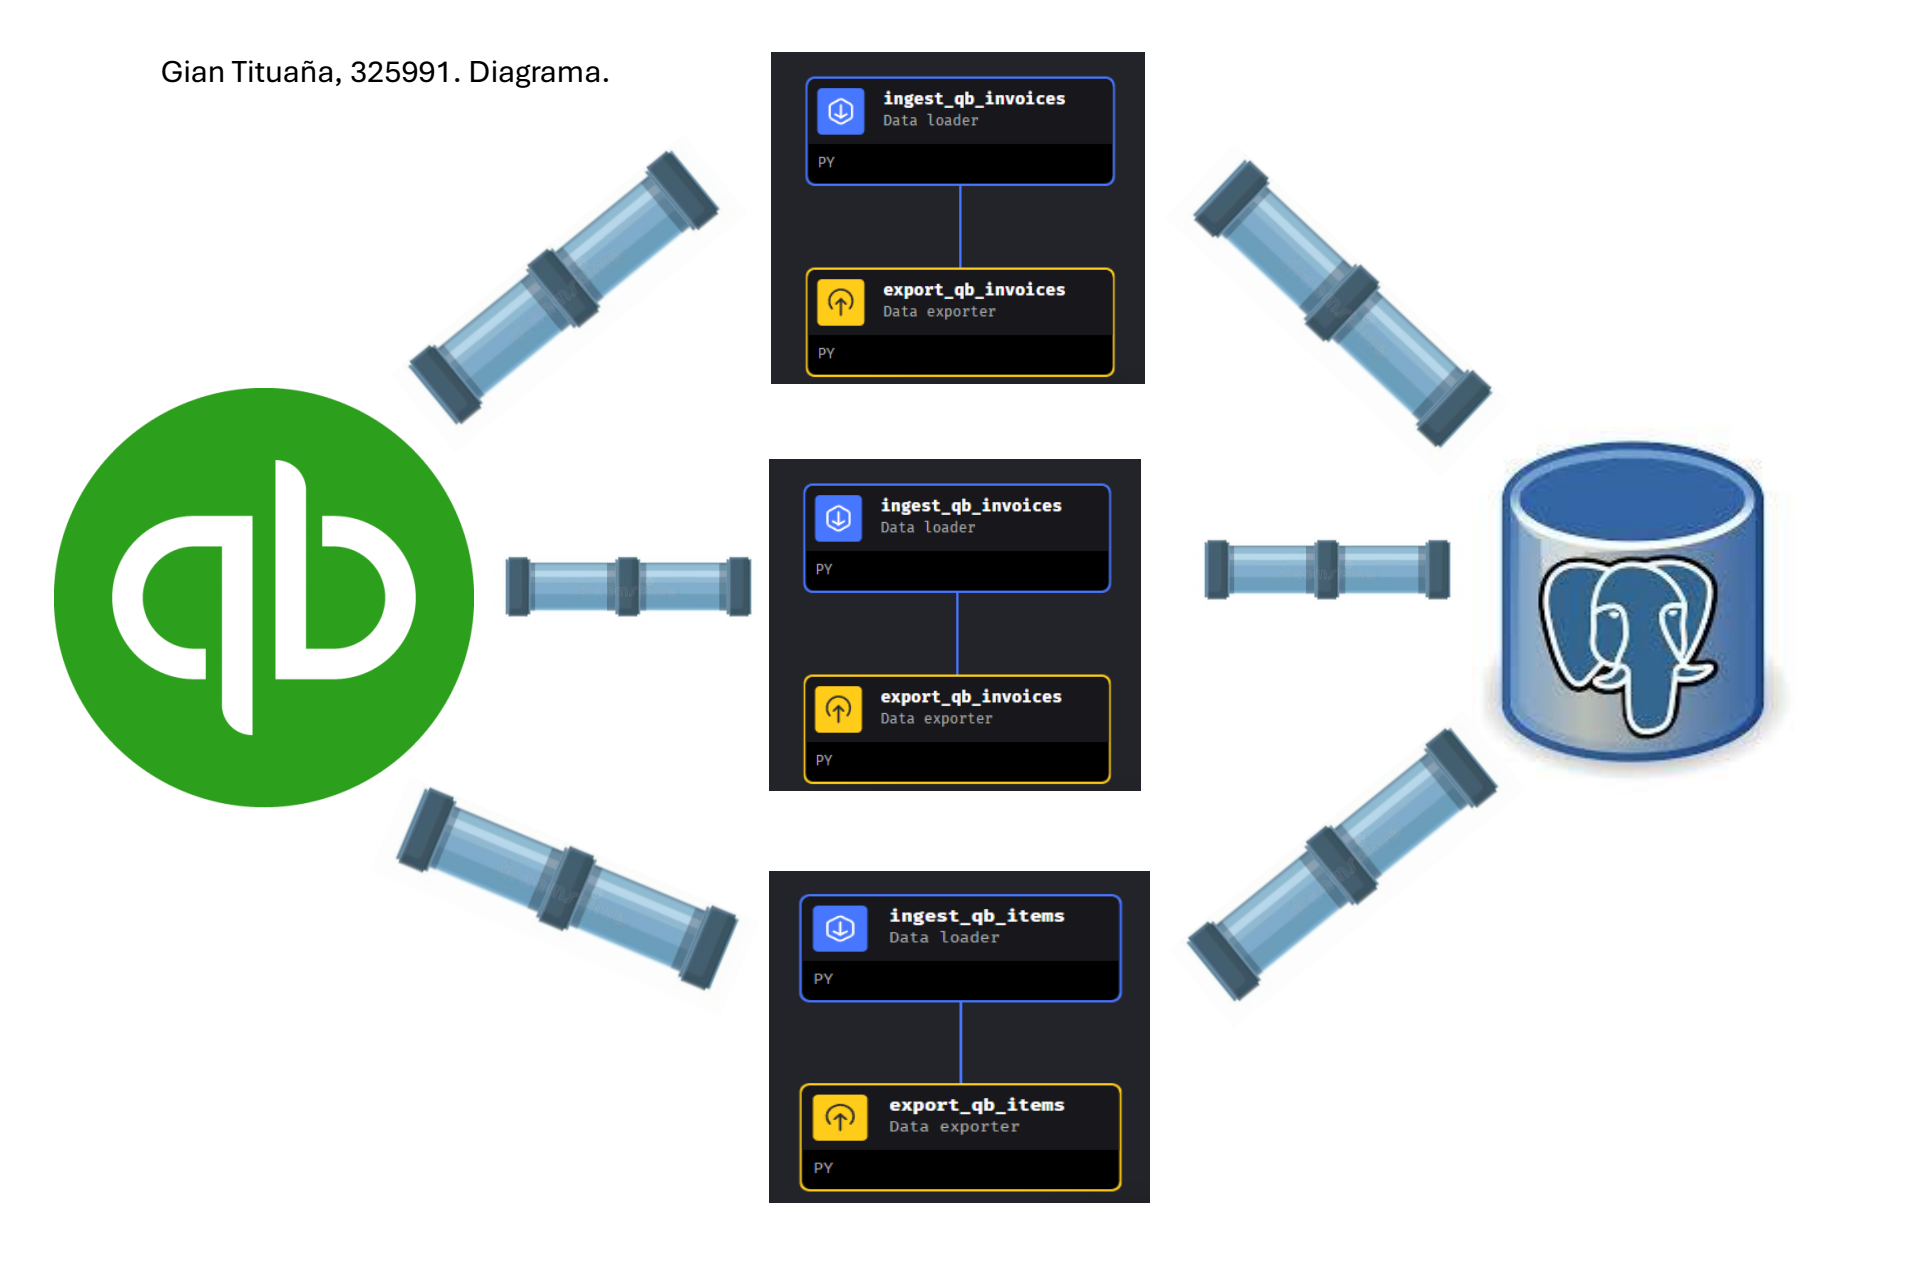 Gian Tituaña, 325991. Diagrama.
ingest_qb_invoices
Data loader
PY
export_qb_invoices
Data exporter
PY
qb
ingest_qb_invoices
Data loader
PY
export_qb_invoices
Data exporter
PY
ingest_qb_items
Data loader
PY
export_qb_items
Data exporter
PY